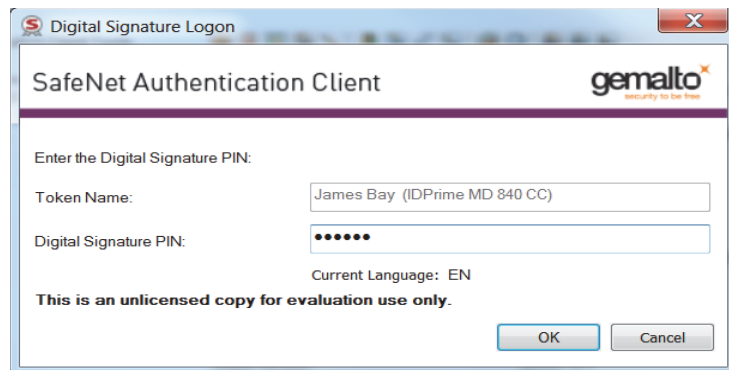 Digital Signature Logon
SafeNet Authentication Client
gemalto
security to be free
Enter the Digital Signature PIN:
Token Name: James Bay (IDPrime MD 840 CC)
Digital Signature PIN: ••••••
Current Language: EN
This is an unlicensed copy for evaluation use only.
OK Cancel